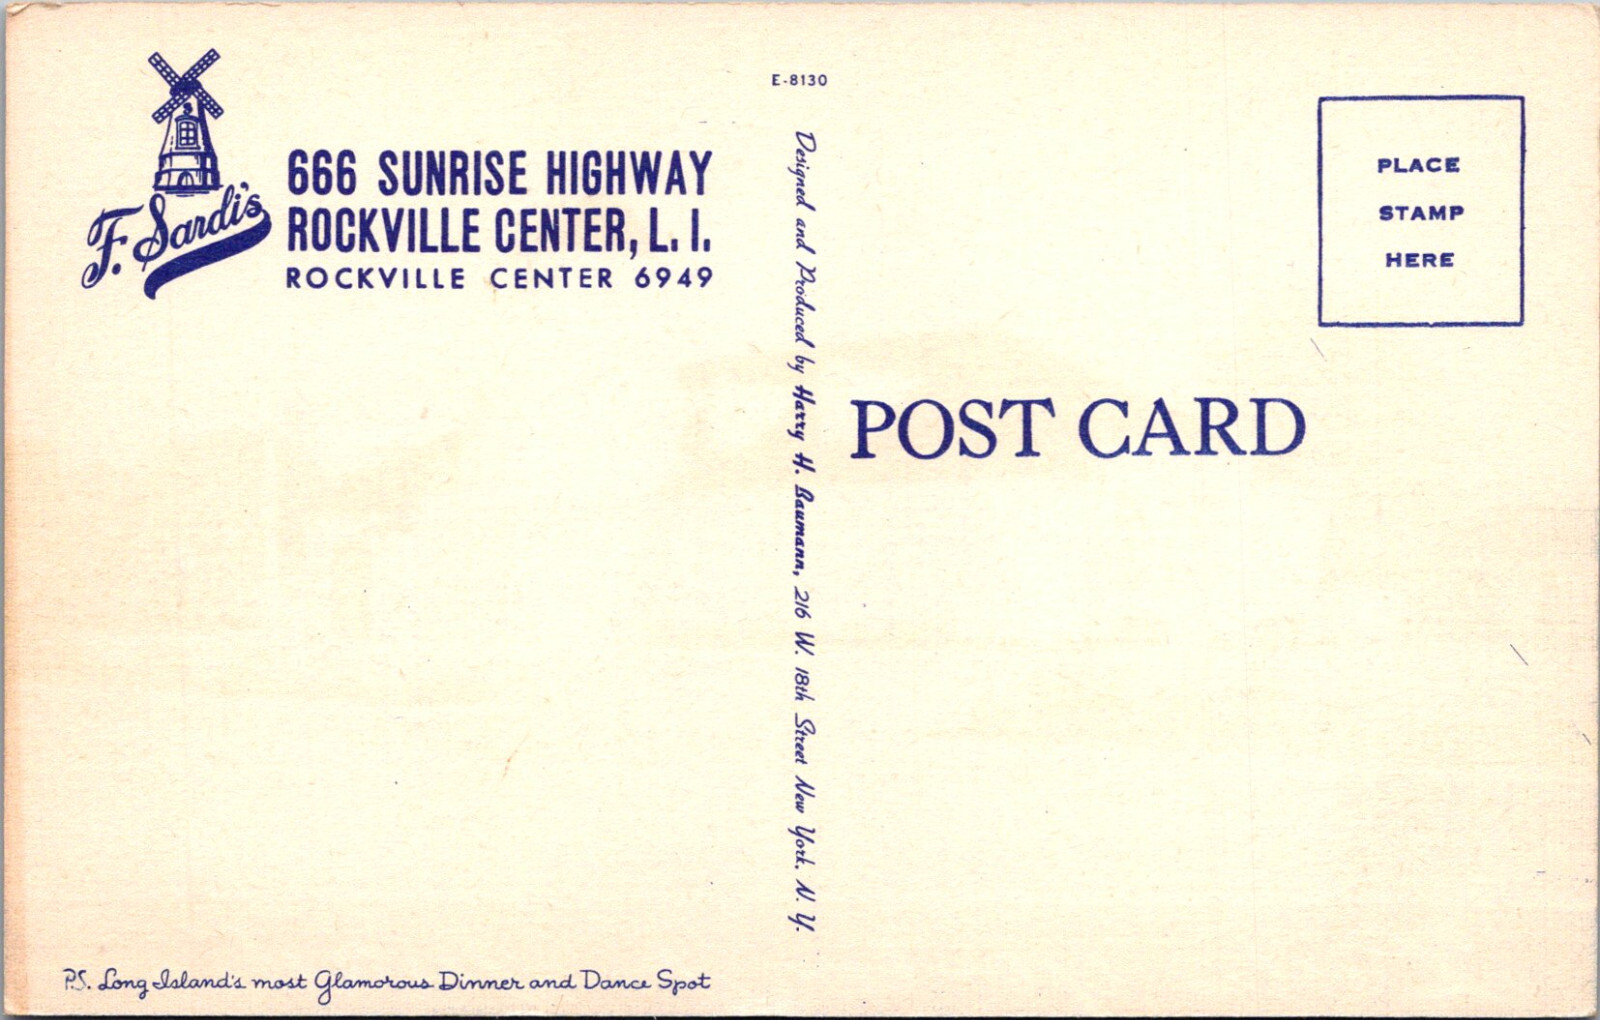 F. Sardi's
666 SUNRISE HIGHWAY
ROCKVILLE CENTER, L. I.
ROCKVILLE CENTER 6949
P.S. Long Island's most Glamorous Dinner and Dance Spot
E-8130
Designed and Produced by Harry H. Baumann, 216 W. 18th Street New York, N. Y.
PLACE
STAMP
HERE
POST CARD